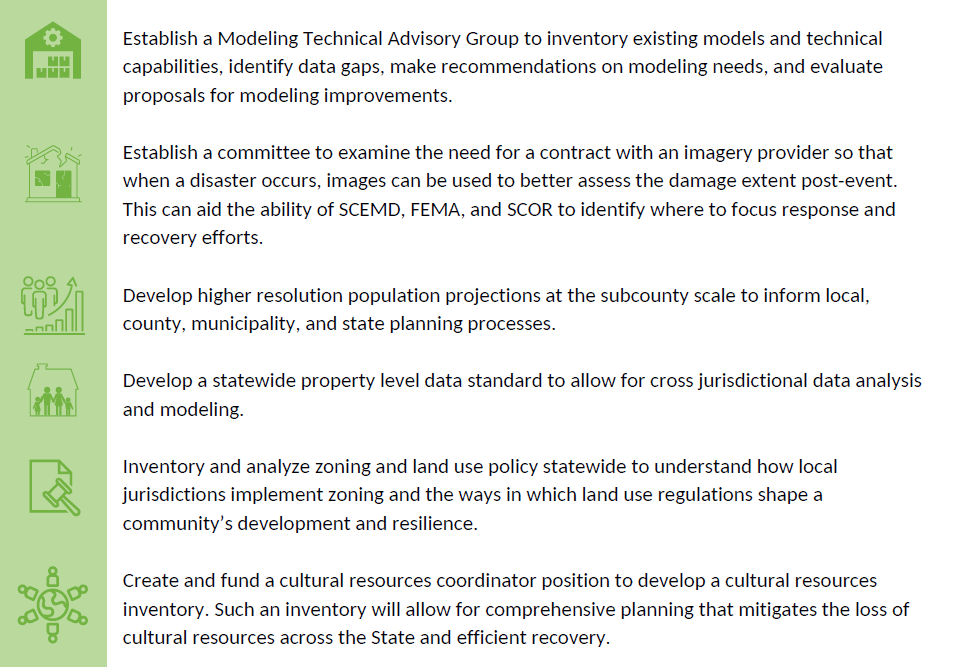 Establish a Modeling Technical Advisory Group to inventory existing models and technical
capabilities, identify data gaps, make recommendations on modeling needs, and evaluate
proposals for modeling improvements.
Establish a committee to examine the need for a contract with an imagery provider so that
when a disaster occurs, images can be used to better assess the damage extent post-event.
This can aid the ability of SCEMD, FEMA, and SCOR to identify where to focus response and
recovery efforts.
Develop higher resolution population projections at the subcounty scale to inform local,
county, municipality, and state planning processes.
Develop a statewide property level data standard to allow for cross jurisdictional data analysis
and modeling.
Inventory and analyze zoning and land use policy statewide to understand how local
jurisdictions implement zoning and the ways in which land use regulations shape a
community’s development and resilience.
Create and fund a cultural resources coordinator position to develop a cultural resources
inventory. Such an inventory will allow for comprehensive planning that mitigates the loss of
cultural resources across the State and efficient recovery.